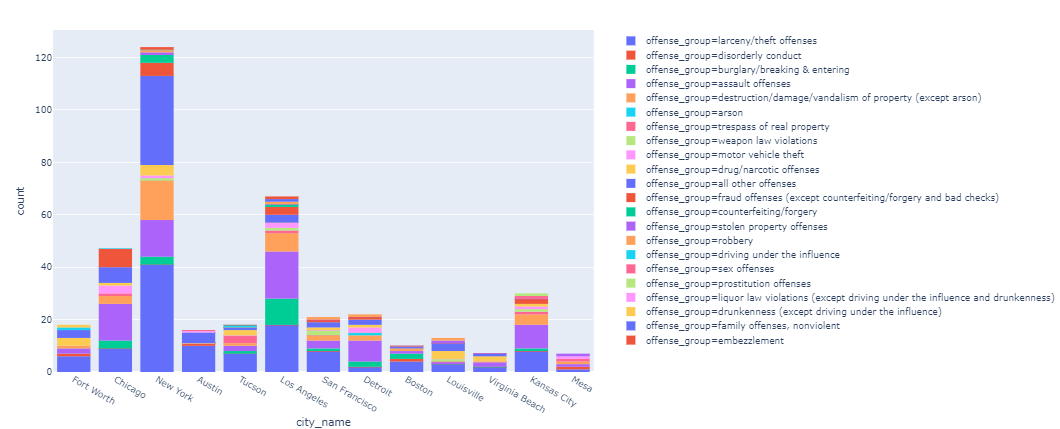 120
100
80
60
40
20
0
count
Fort Worth
Chicago
New York
Austin
Tucson
Los Angeles
San Francisco
Detroit
Boston
Louisville
Virginia Beach
Kansas City
Mesa
city_name
offense_group=larceny/theft offenses
offense_group=disorderly conduct
offense_group=burglary/breaking & entering
offense_group=assault offenses
offense_group=destruction/damage/vandalism of property (except arson)
offense_group=arson
offense_group=trespass of real property
offense_group=weapon law violations
offense_group=motor vehicle theft
offense_group=drug/narcotic offenses
offense_group=all other offenses
offense_group=fraud offenses (except counterfeiting/forgery and bad checks)
offense_group=counterfeiting/forgery
offense_group=stolen property offenses
offense_group=robbery
offense_group=driving under the influence
offense_group=sex offenses
offense_group=prostitution offenses
offense_group=liquor law violations (except driving under the influence and drunkenness)
offense_group=drunkenness (except driving under the influence)
offense_group=family offenses, nonviolent
offense_group=embezzlement